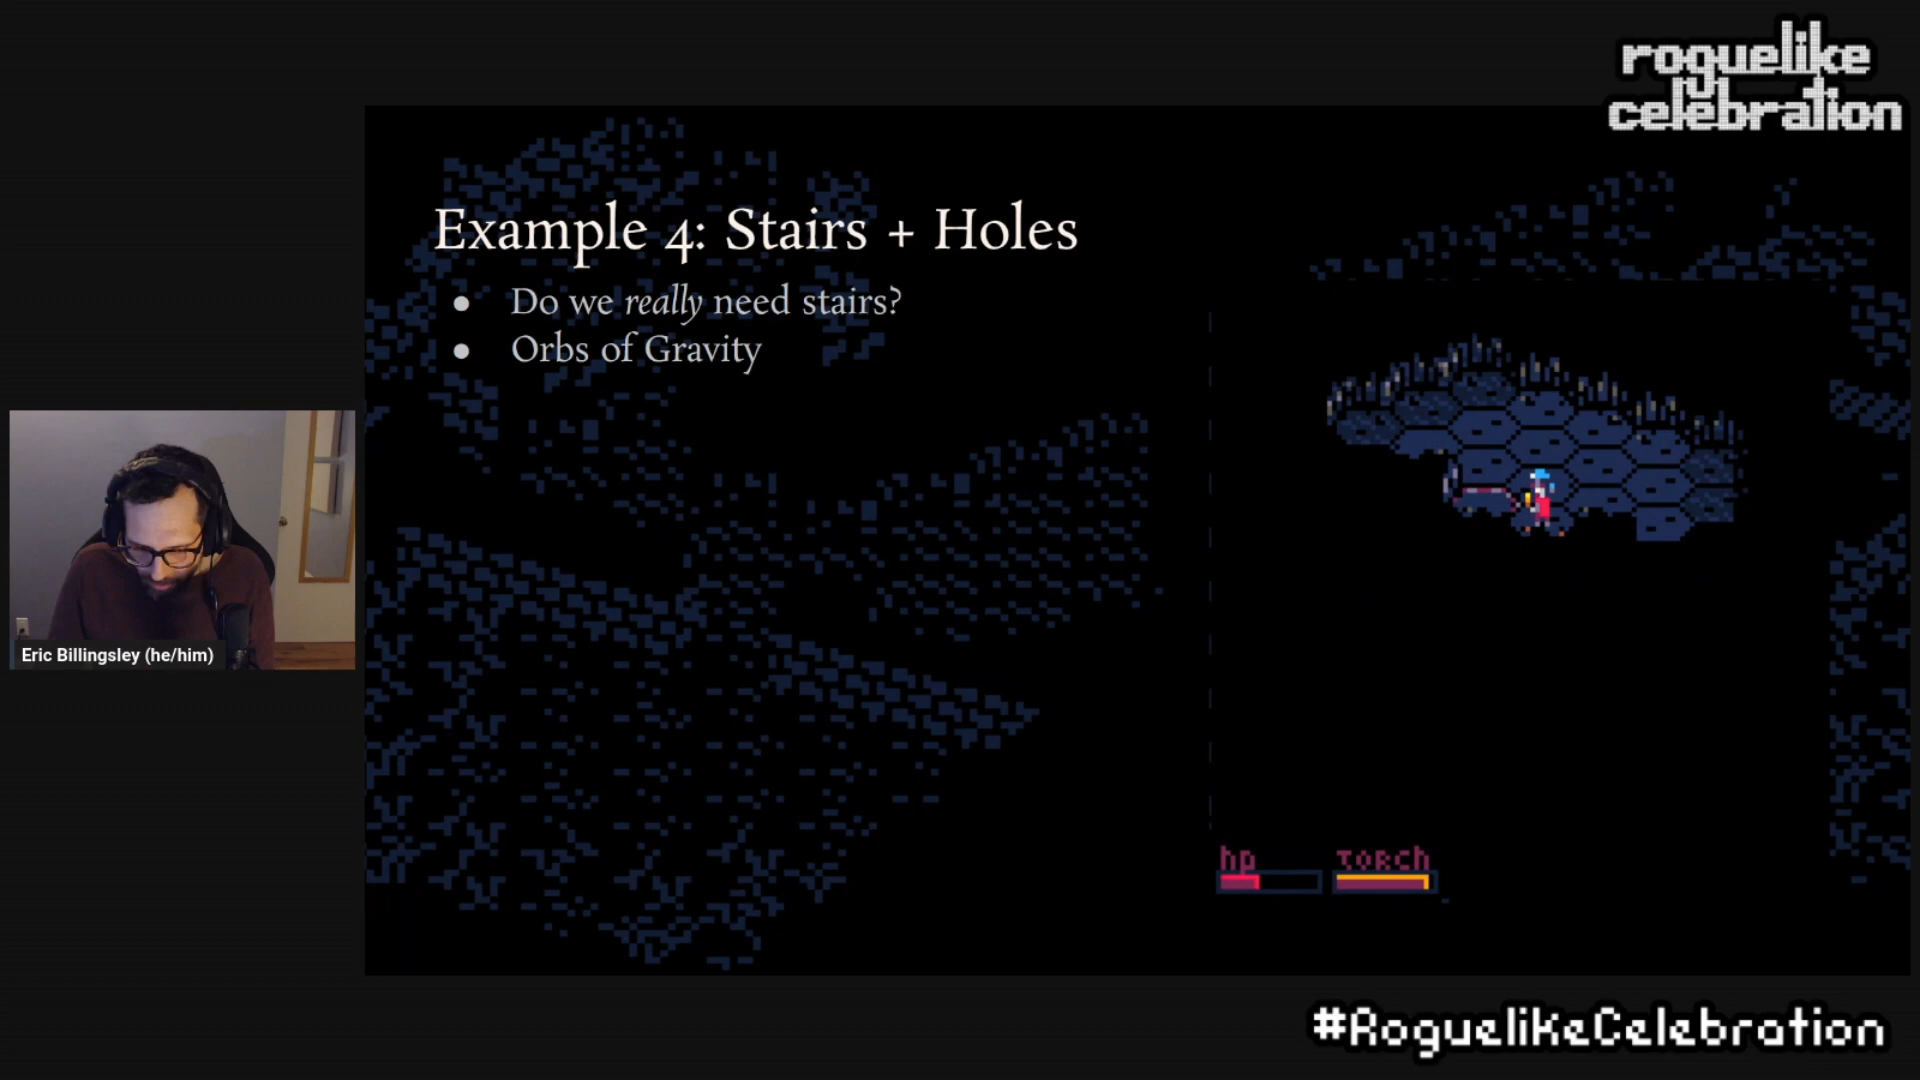 roguelike
celebration
Example 4: Stairs + Holes
● Do we really need stairs?
● Orbs of Gravity
Eric Billingsley (he/him)
hp
TORCh
#RoguelikeCelebration